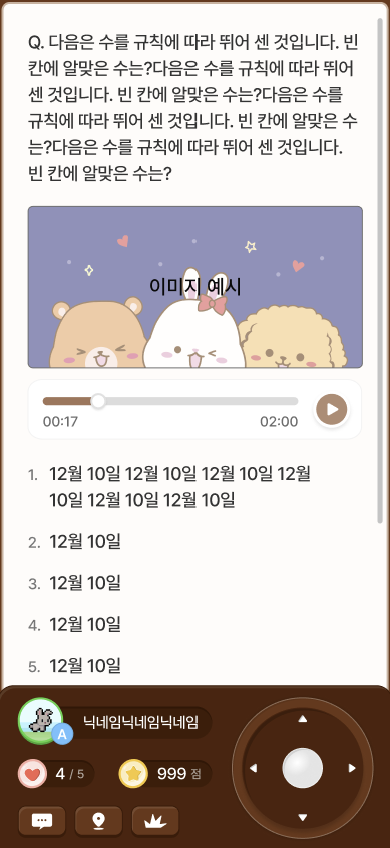 Q. 다음은 수를 규칙에 따라 뛰어 센 것입니다. 빈
칸에 알맞은 수는?다음은 수를 규칙에 따라 뛰어
센 것입니다. 빈 칸에 알맞은 수는?다음은 수를
규칙에 따라 뛰어 센 것입니다. 빈 칸에 알맞은 수
는?다음은 수를 규칙에 따라 뛰어 센 것입니다.
빈 칸에 알맞은 수는?
이미지 예시
00:17 02:00
1. 12월 10일 12월 10일 12월 10일 12월
10일 12월 10일 12월 10일
2. 12월 10일
3. 12월 10일
4. 12월 10일
5. 12월 10일
A 닉네임닉네임닉네임
4 / 5 999 점